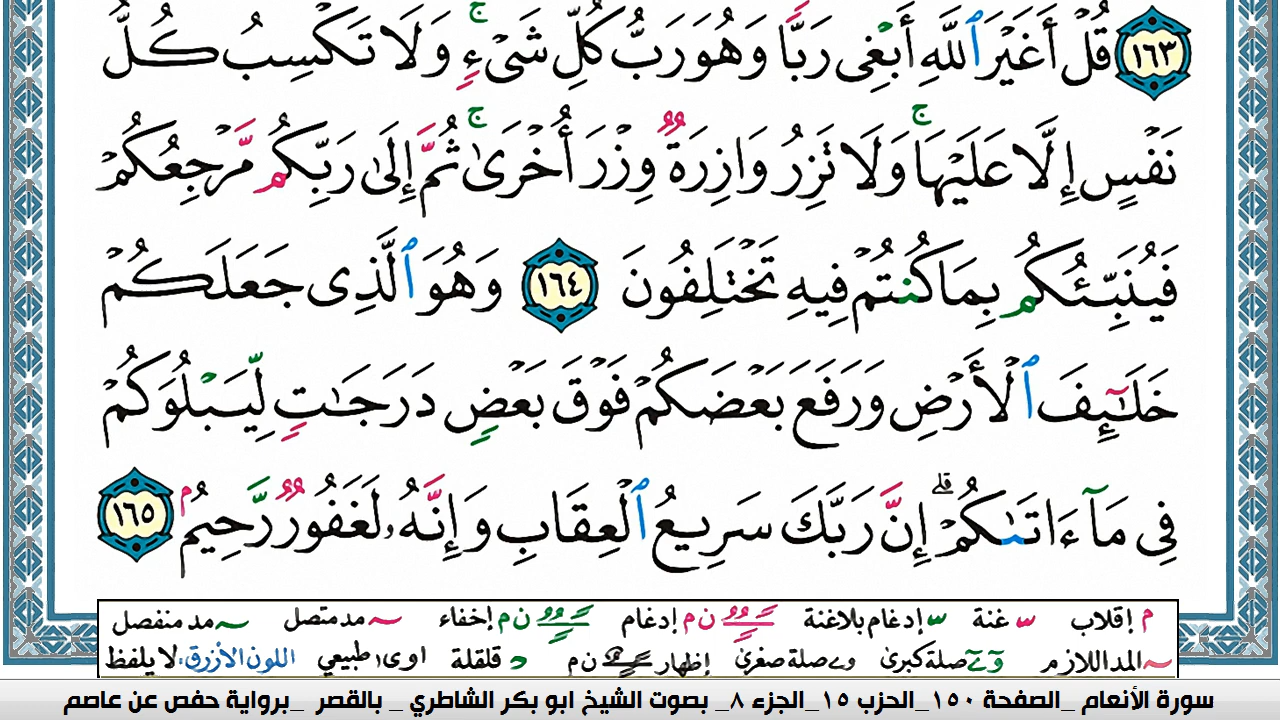 ١٦٣ قُلۡ أَغَيۡرَ ٱللَّهِ أَبۡغِى رَبًّا وَهُوَ رَبُّ كُلِّ شَىۡءٍۚ وَلَا تَكۡسِبُ كُلُّ
نَفۡسٍ إِلَّا عَلَيۡهَاۚ وَلَا تَزِرُ وَازِرَةٌ وِزۡرَ أُخۡرَىٰۚ ثُمَّ إِلَىٰ رَبِّكُم مَّرۡجِعُكُمۡ
فَيُنَبِّئُكُم بِمَا كُنتُمۡ فِيهِ تَخۡتَلِفُونَ ١٦٤ وَهُوَ ٱلَّذِى جَعَلَكُمۡ
خَلَـٰٓئِفَ ٱلۡأَرۡضِ وَرَفَعَ بَعۡضَكُمۡ فَوۡقَ بَعۡضٍ دَرَجَـٰتٍ لِّيَبۡلُوَكُمۡ
فِى مَآ ءَاتَىٰكُمۡۗ إِنَّ رَبَّكَ سَرِيعُ ٱلۡعِقَابِ وَإِنَّهُۥ لَغَفُورٌ رَّحِيمُۢ ١٦٥
م إقلاب ّ غنة ّ إدغام بلاغنة ن م إدغام ن م إخفاء ~ مد متصل ~ مد منفصل
~ المد اللازم و ے صلة كبرى و ے صلة صغرى إظهار ن م د قلقلة اوى١ طبيعي اللون الأزرق: لا يلفظ
سورة الأنعام _الصفحة ١٥٠_الحزب ١٥_الجزء ٨_ بصوت الشيخ ابو بكر الشاطري _ بالقصر _برواية حفص عن عاصم